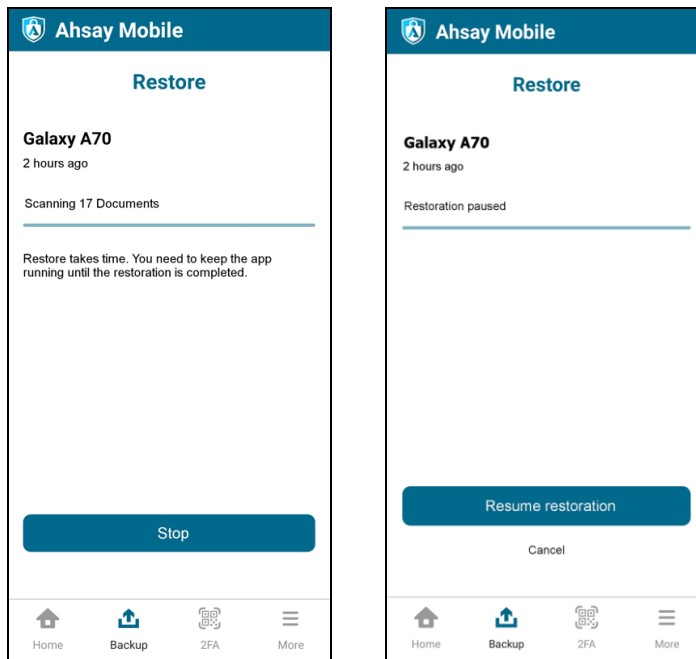 Ahsay Mobile
Restore
Galaxy A70
2 hours ago
Scanning 17 Documents
Restore takes time. You need to keep the app
running until the restoration is completed.
Stop
Home
Backup
2FA
More
Ahsay Mobile
Restore
Galaxy A70
2 hours ago
Restoration paused
Resume restoration
Cancel
Home
Backup
2FA
More